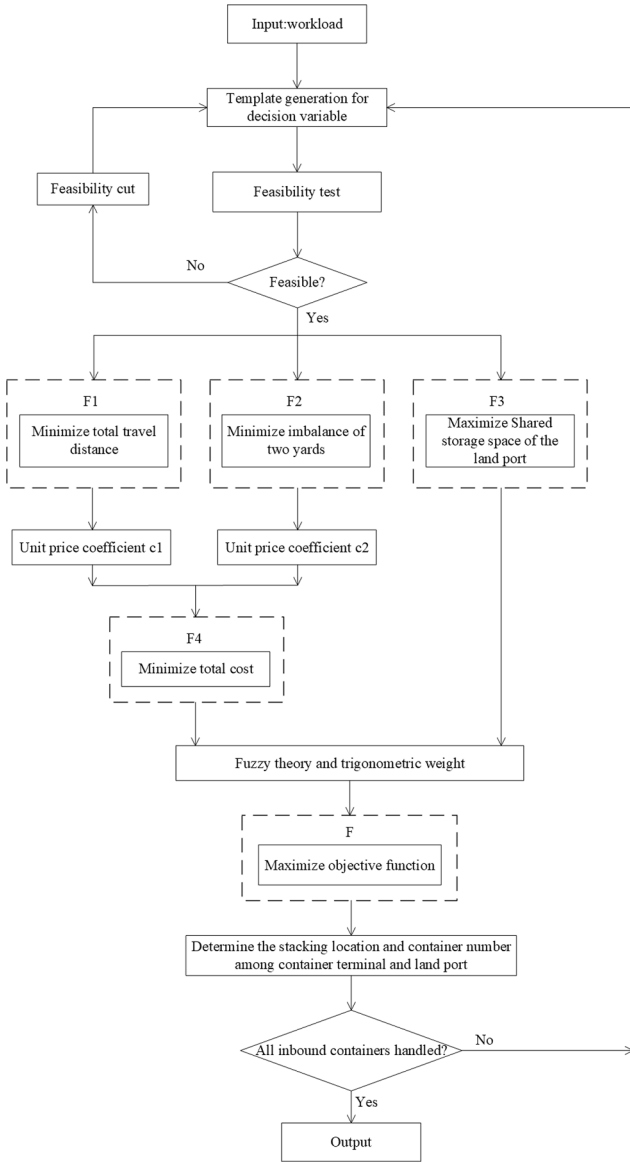 Input:workload
Template generation for
decision variable
Feasibility cut
Feasibility test
No
Feasible?
Yes
F1
Minimize total travel
distance
F2
Minimize imbalance of
two yards
F3
Maximize Shared
storage space of the
land port
Unit price coefficient c1
Unit price coefficient c2
F4
Minimize total cost
Fuzzy theory and trigonometric weight
F
Maximize objective function
Determine the stacking location and container number
among container terminal and land port
All inbound containers handled?
No
Yes
Output